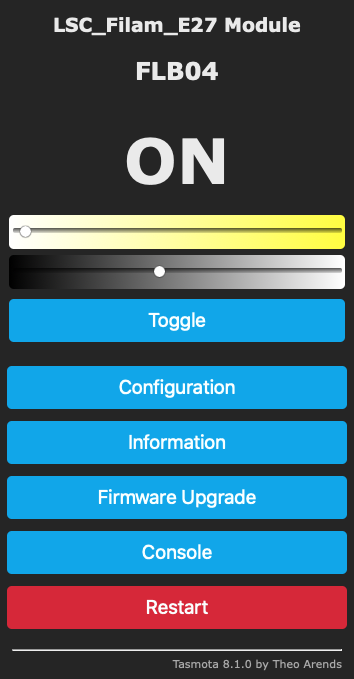 LSC_Filam_E27 Module
FLB04
ON
Toggle
Configuration
Information
Firmware Upgrade
Console
Restart
Tasmota 8.1.0 by Theo Arends